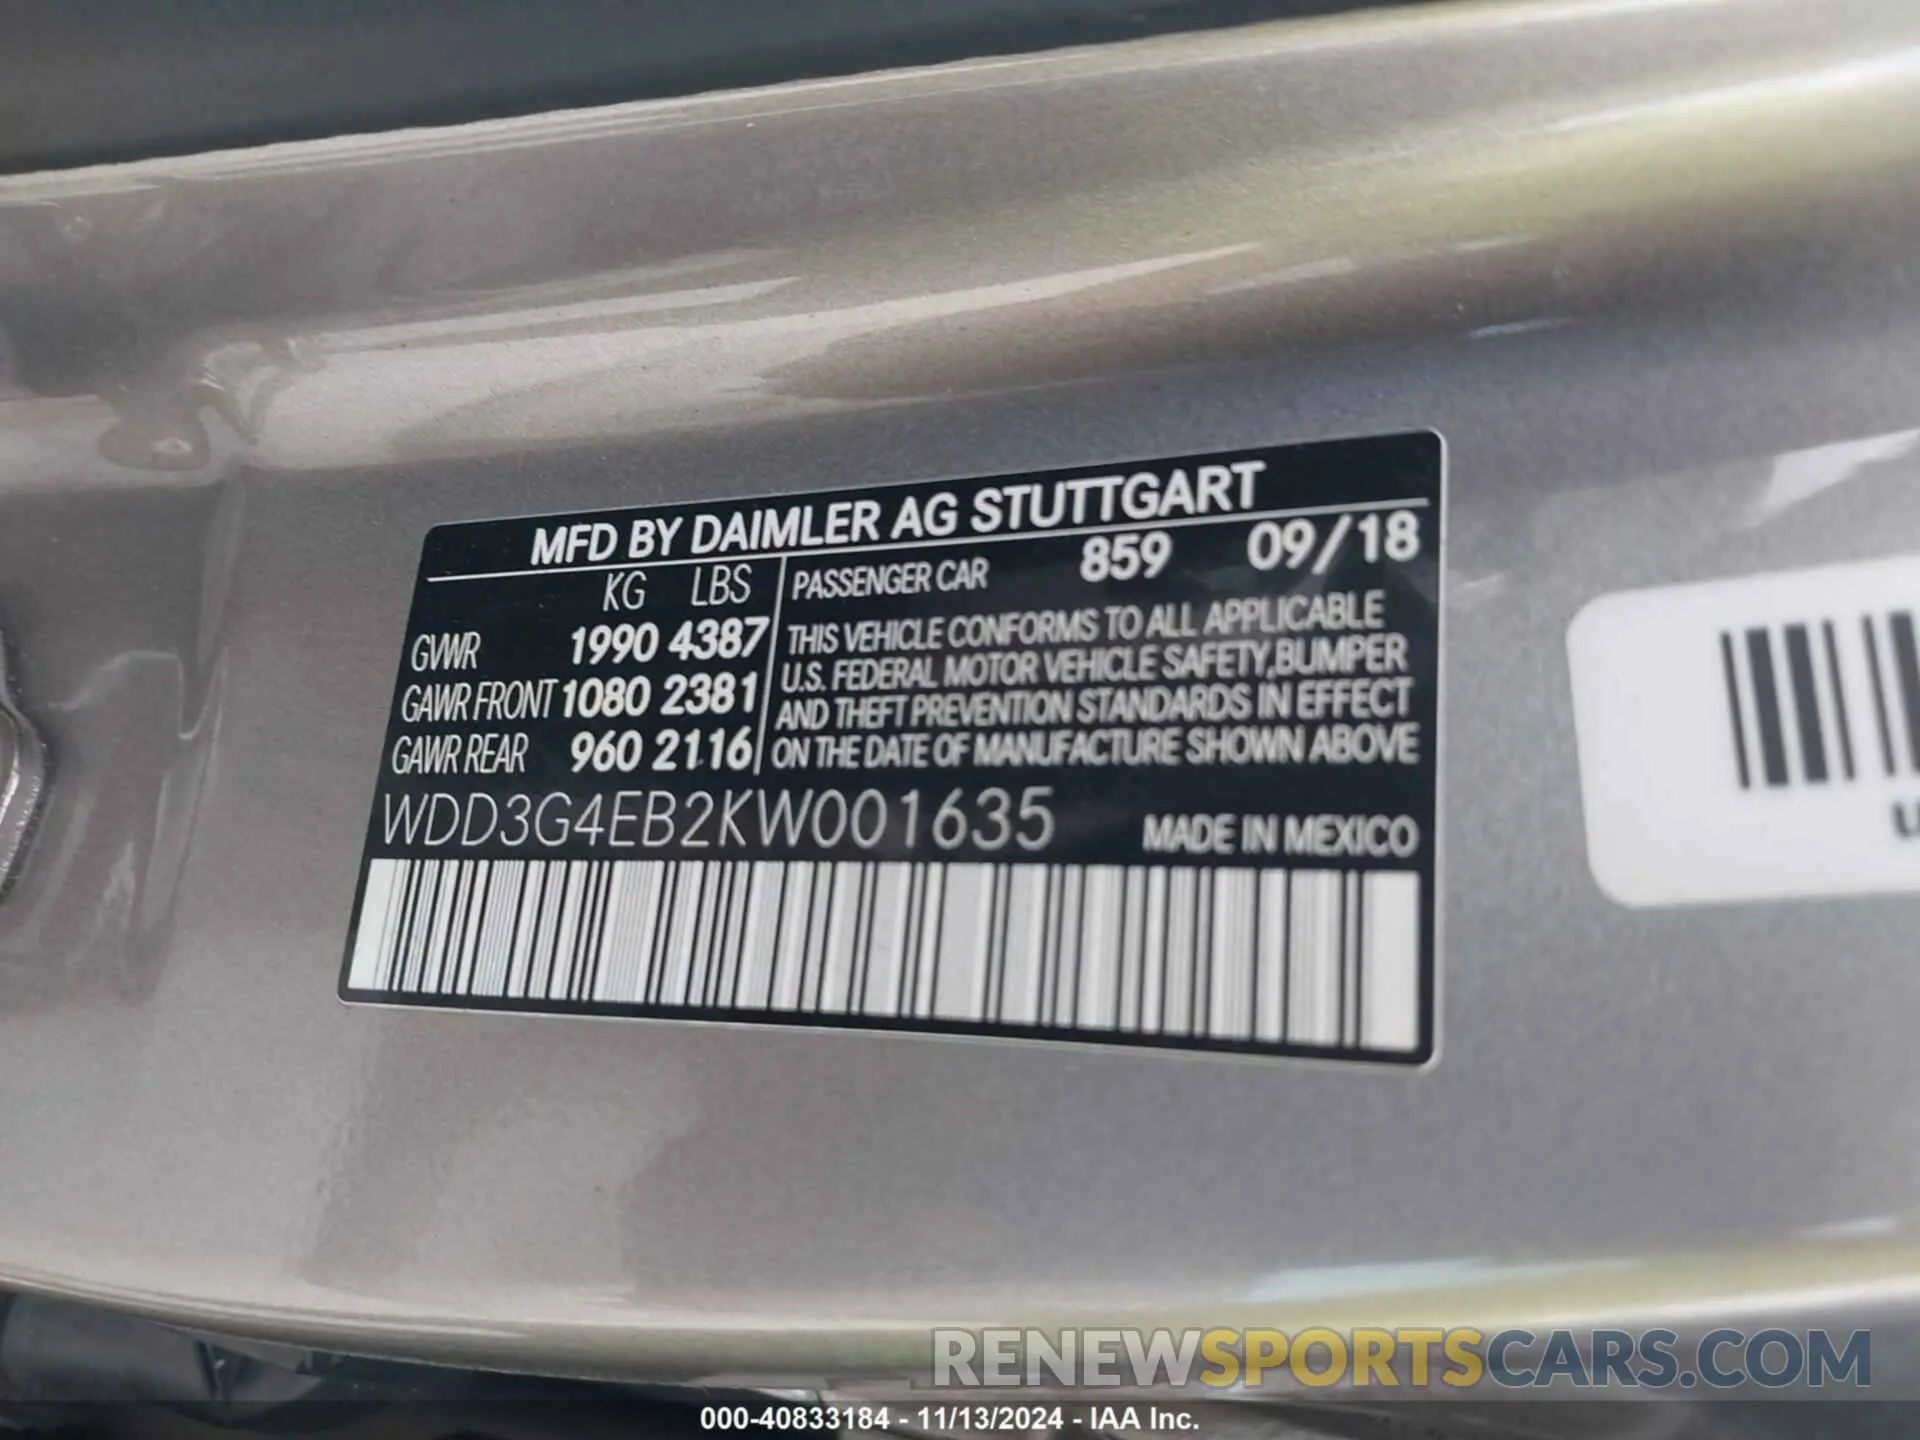 MFD BY DAIMLER AG STUTTGART
KG LBS
GVWR 1990 4387
GAWR FRONT 1080 2381
GAWR REAR 960 2116
PASSENGER CAR 859 09/18
THIS VEHICLE CONFORMS TO ALL APPLICABLE
U.S. FEDERAL MOTOR VEHICLE SAFETY,BUMPER
AND THEFT PREVENTION STANDARDS IN EFFECT
ON THE DATE OF MANUFACTURE SHOWN ABOVE
WDD3G4EB2KW001635 MADE IN MEXICO
RENEWSPORTSCARS.COM
000-40833184 - 11/13/2024 - IAA Inc.